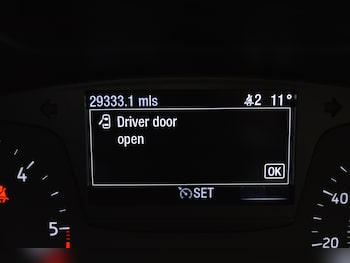 29333.1 mls 2 11°
Driver door
open
OK
SET
4
5
40
20